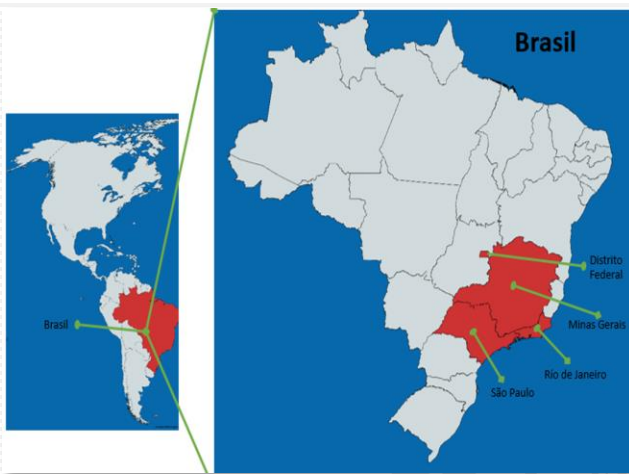 Brasil
Distrito
Federal
Minas Gerais
Rio de Janeiro
São Paulo
Brasil